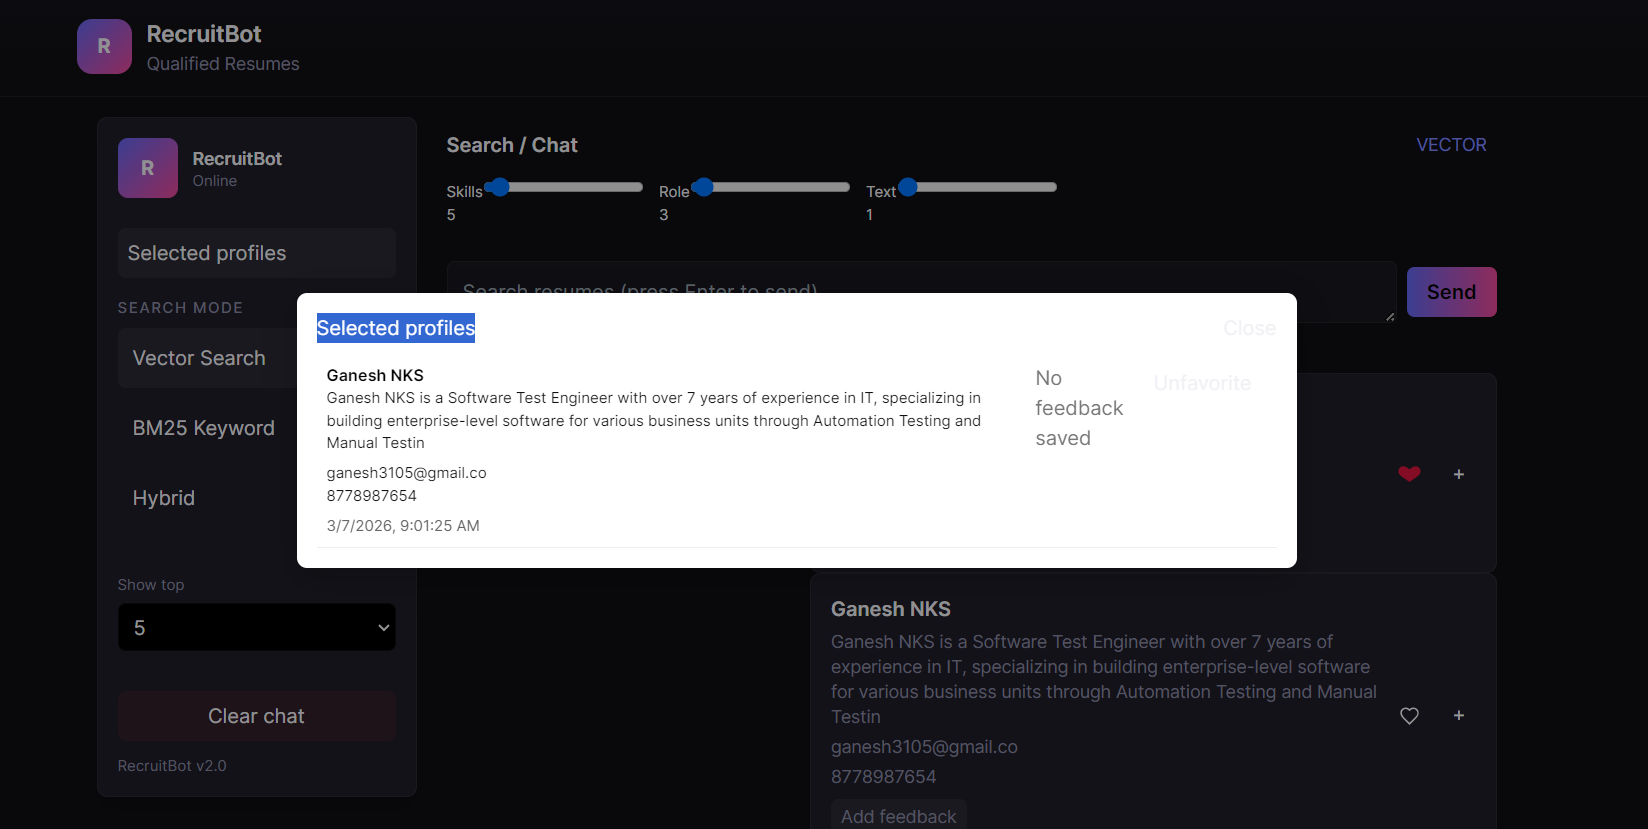 R
RecruitBot
Qualified Resumes
R
RecruitBot
Online
Selected profiles
SEARCH MODE
Vector Search
BM25 Keyword
Hybrid
Show top
5
Clear chat
RecruitBot v2.0
Search / Chat
VECTOR
Skills
5
Role
3
Text
1
Search resumes (press Enter to send)
Send
Selected profiles
Close
Ganesh NKS
Ganesh NKS is a Software Test Engineer with over 7 years of experience in IT, specializing in
building enterprise-level software for various business units through Automation Testing and
Manual Testin
ganesh3105@gmail.co
8778987654
3/7/2026, 9:01:25 AM
No
feedback
saved
Unfavorite
+
Ganesh NKS
Ganesh NKS is a Software Test Engineer with over 7 years of
experience in IT, specializing in building enterprise-level software
for various business units through Automation Testing and Manual
Testin
ganesh3105@gmail.co
8778987654
Add feedback
+